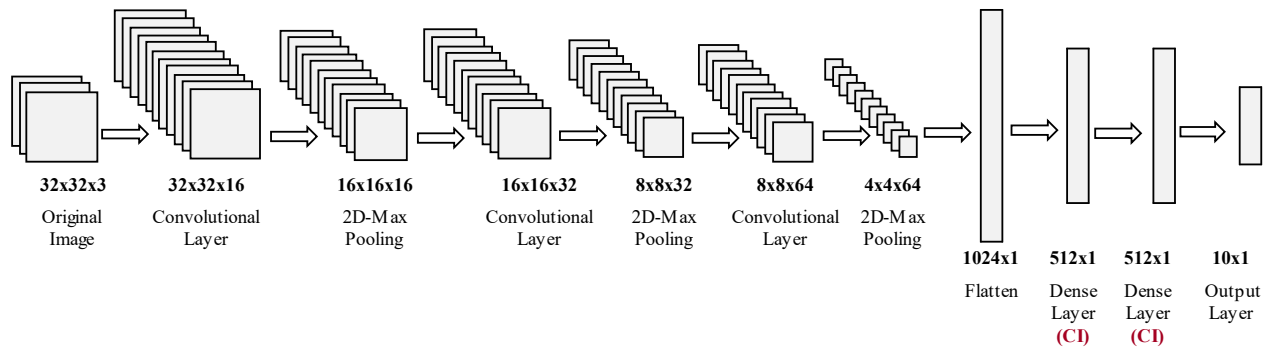 32x32x3
Original
Image
32x32x16
Convolutional
Layer
16x16x16
2D-Max
Pooling
16x16x32
Convolutional
Layer
8x8x32
2D-Max
Pooling
8x8x64
Convolutional
Layer
4x4x64
2D-Max
Pooling
1024x1
Flatten
512x1
Dense
Layer
(CI)
512x1
Dense
Layer
(CI)
10x1
Output
Layer